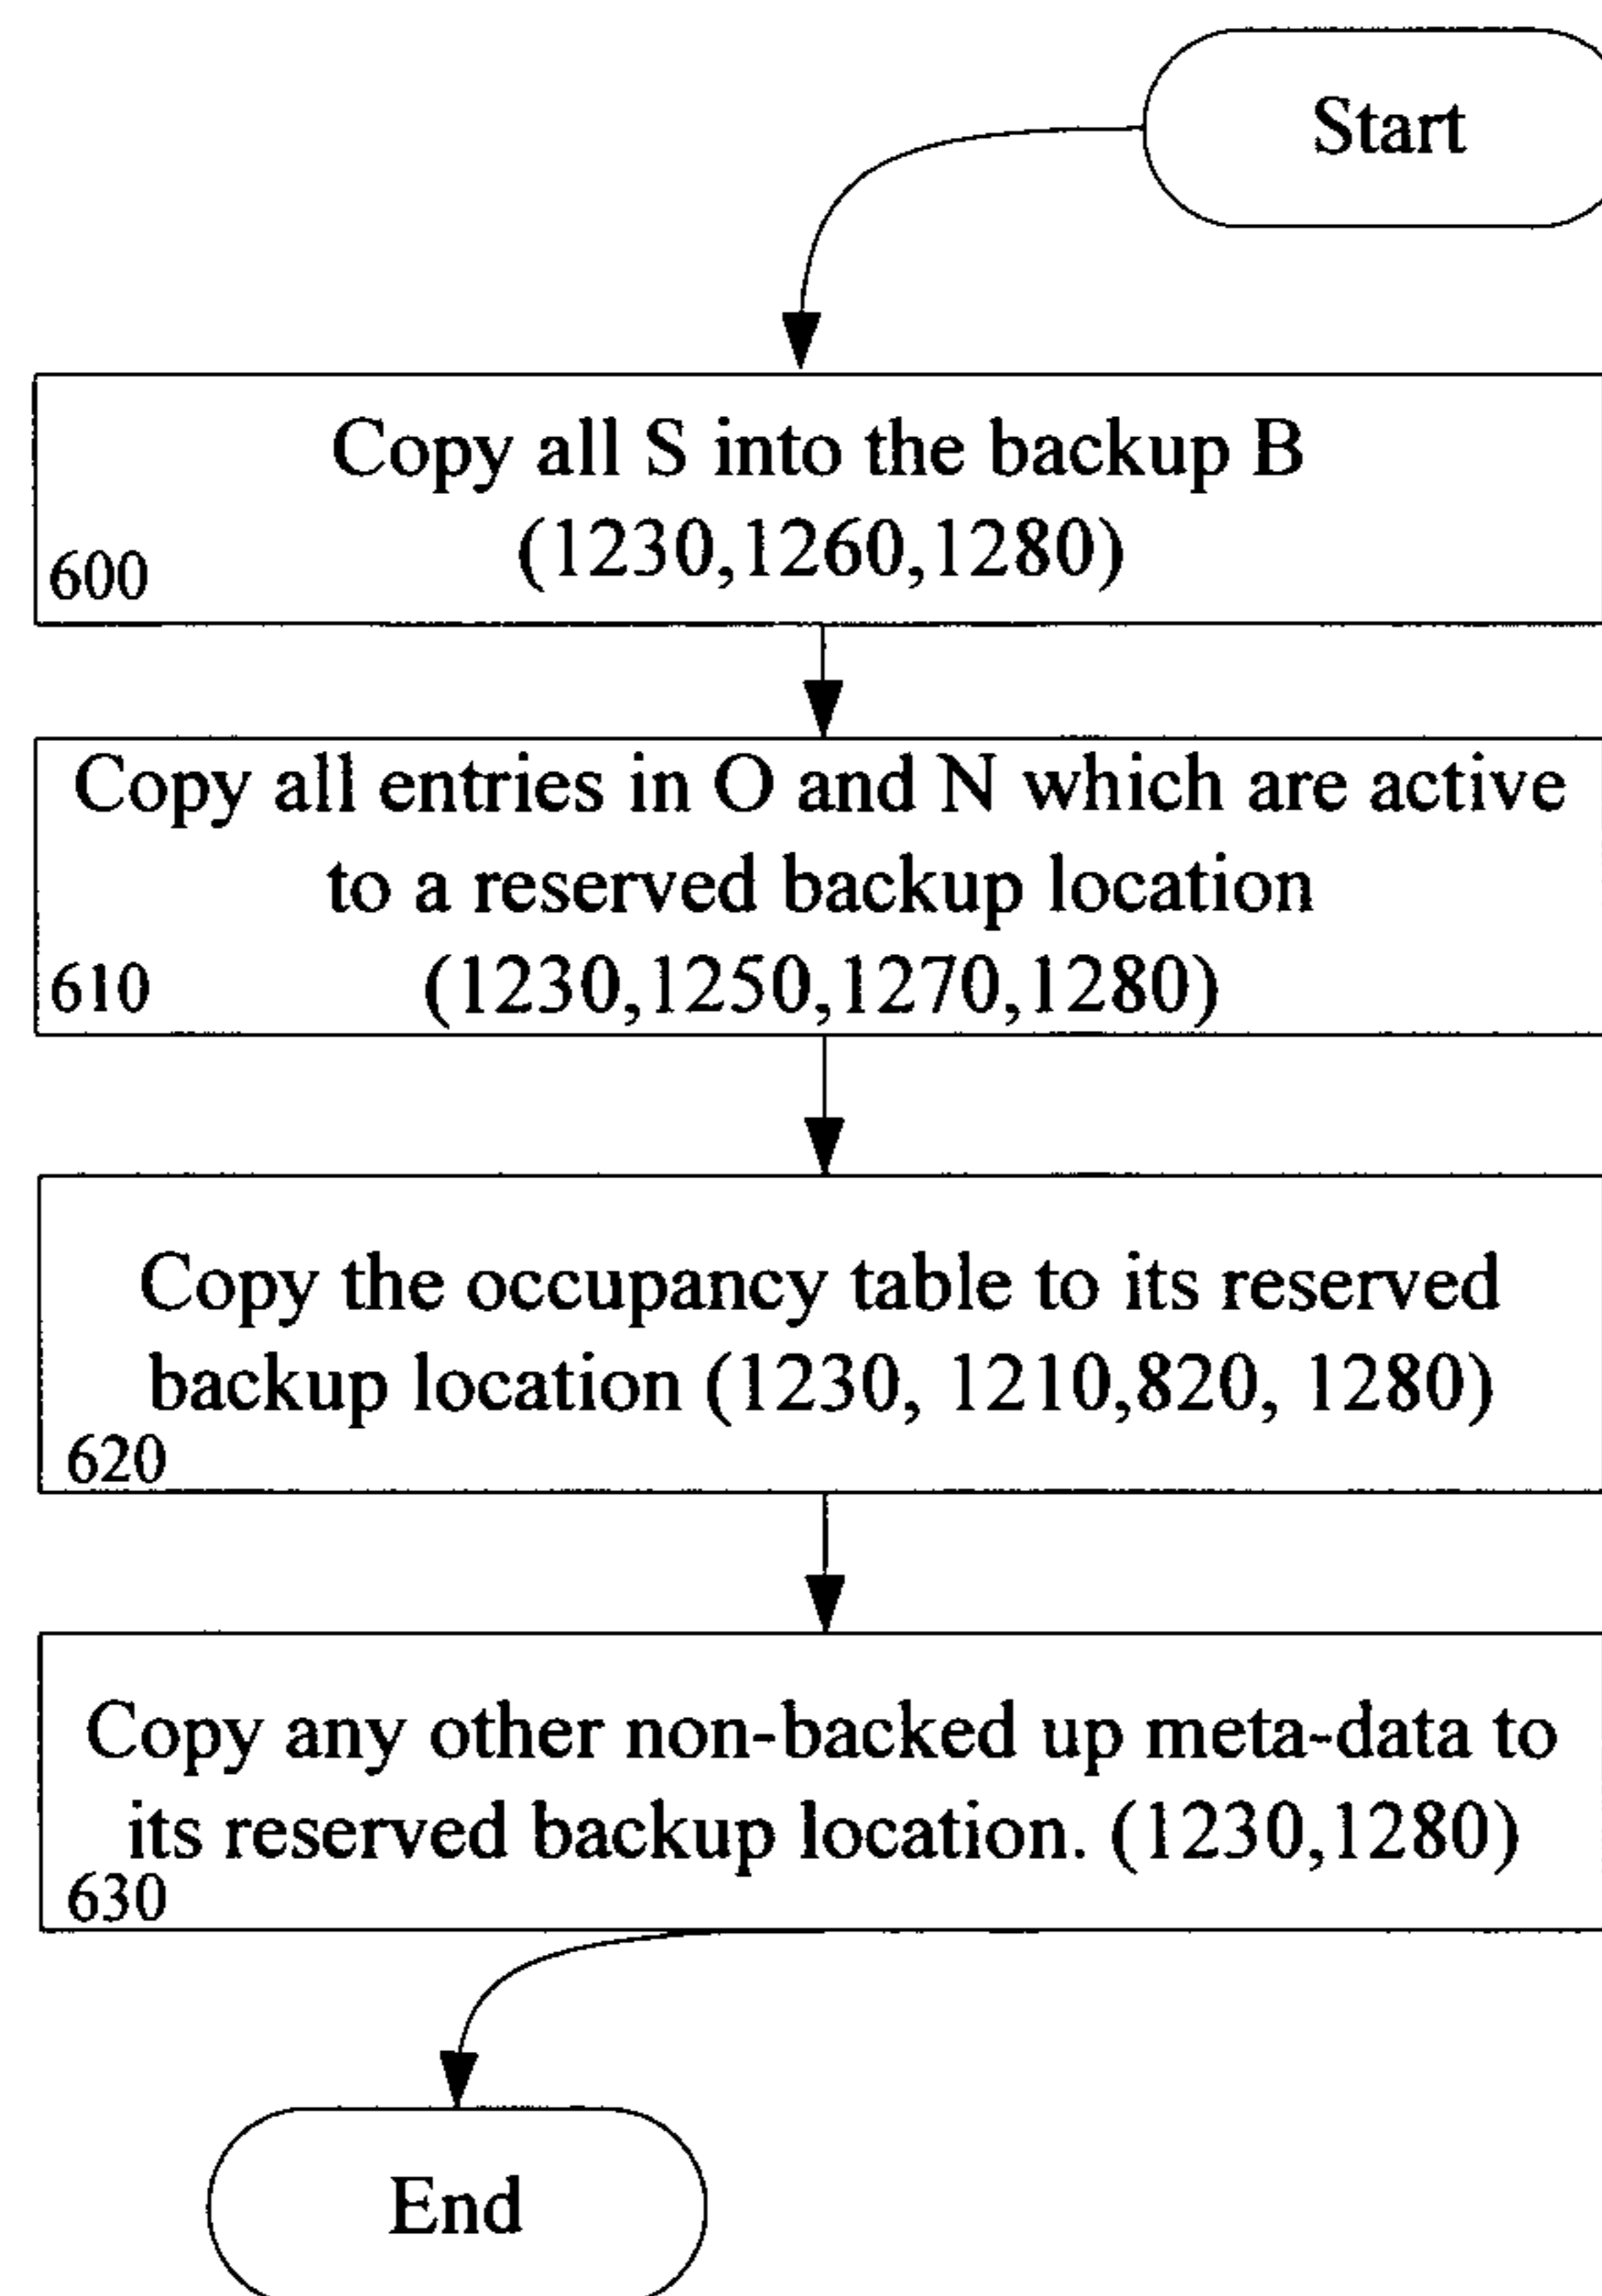 Start
Copy all S into the backup B
(1230,1260,1280)
600
Copy all entries in O and N which are active
to a reserved backup location
(1230,1250,1270,1280)
610
Copy the occupancy table to its reserved
backup location (1230, 1210,820, 1280)
620
Copy any other non-backed up meta-data to
its reserved backup location. (1230,1280)
630
End